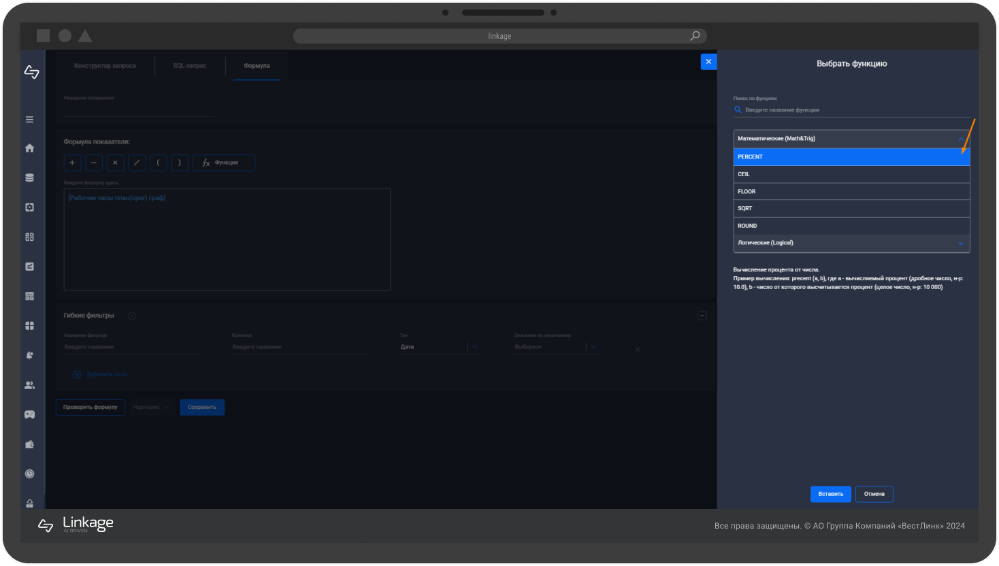 linkage
Конструктор запроса
SQL-запрос
Формула
Название показателя
Формула показателя:
+ − × / ( ) fx Функция
Введите формулу здесь
[Рабочие часы план(oper) граф]
Гибкие фильтры
Название фильтра
Колонка
Тип
Значение по умолчанию
Введите название
Введите название
Дата
Выберите
Добавить поля
Проверить формулу
Черновик
Сохранить
Выбрать функцию
Поиск по фунциям
Введите название функции
Математические (Math&Trig)
PERCENT
CEIL
FLOOR
SQRT
ROUND
Логические (Logical)
Вычисление процента от числа.
Пример вычисления: precent (a, b), где a - вычисляемый процент (дробное число, н-р:
10.0), b - число от которого высчитывается процент (целое число, н-р: 10 000)
Вставить
Отмена
Linkage
AI DRIVEN
Все права защищены. © АО Группа Компаний «ВестЛинк» 2024